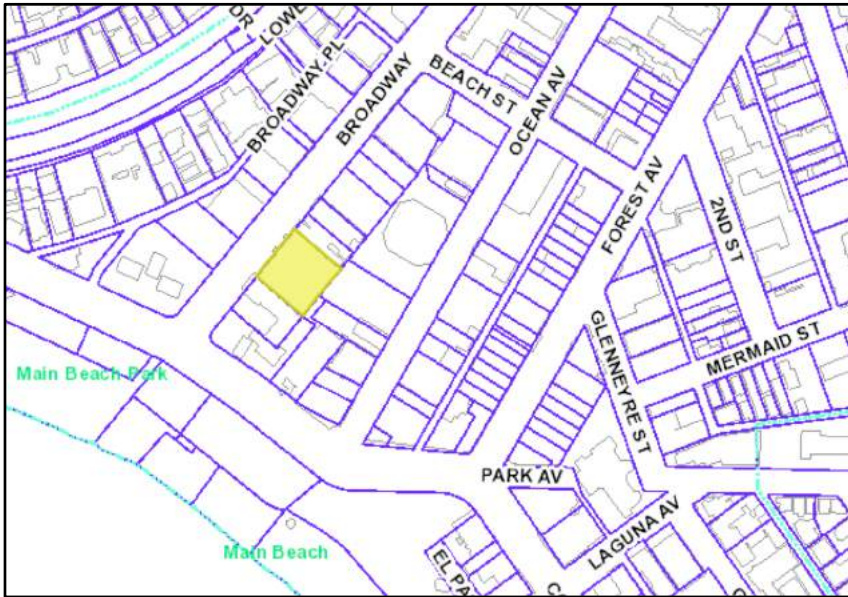 DR
LOWE
BROADWAY PL
BROADWAY
BEACH ST
OCEAN AV
FOREST AV
2ND ST
GLENNEYRE ST
MERMAID ST
Main Beach Park
PARK AV
LAGUNA AV
Main Beach
EL PA